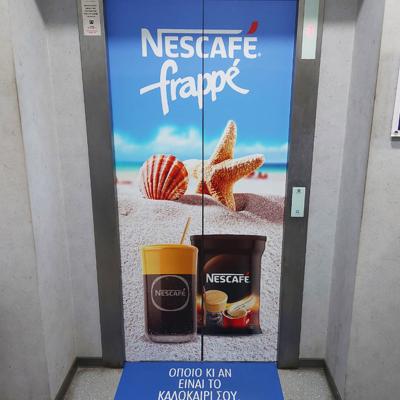 NESCAFÉ
frappé
NESCAFÉ
NESCAFÉ
ΟΠΟΙΟ ΚΙ ΑΝ
ΕΙΝΑΙ ΤΟ
ΚΑΛΟΚΑΙΡΙ ΣΟΥ,